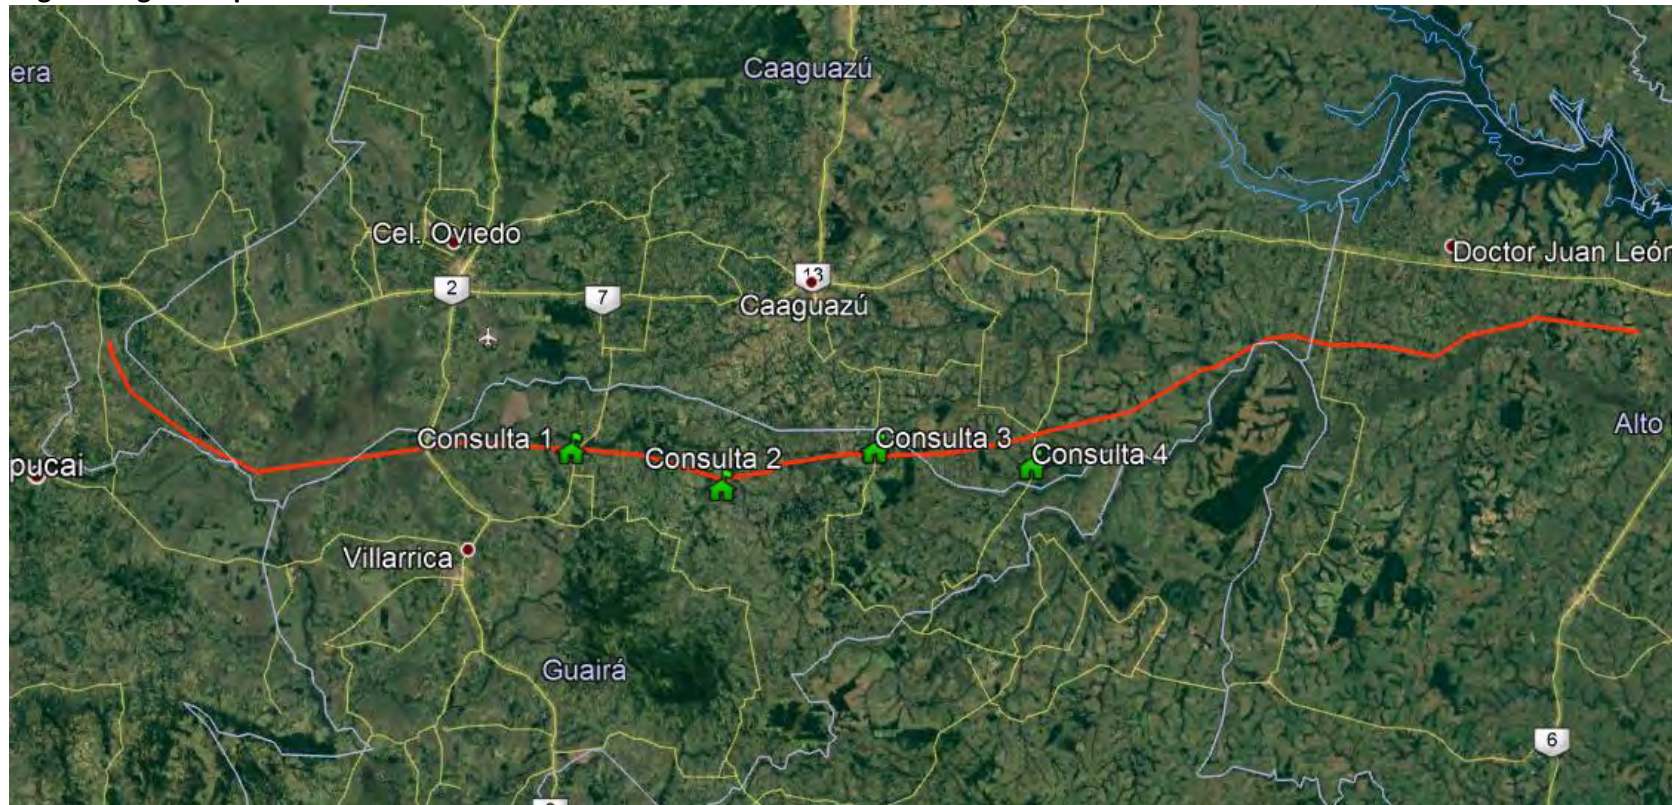 era
Caaguazú
Cel. Oviedo
Doctor Juan León
2
7
13
Caaguazú
Alto
Consulta 1
Consulta 2
Consulta 3
Consulta 4
pucai
Villarrica
Guairá
6